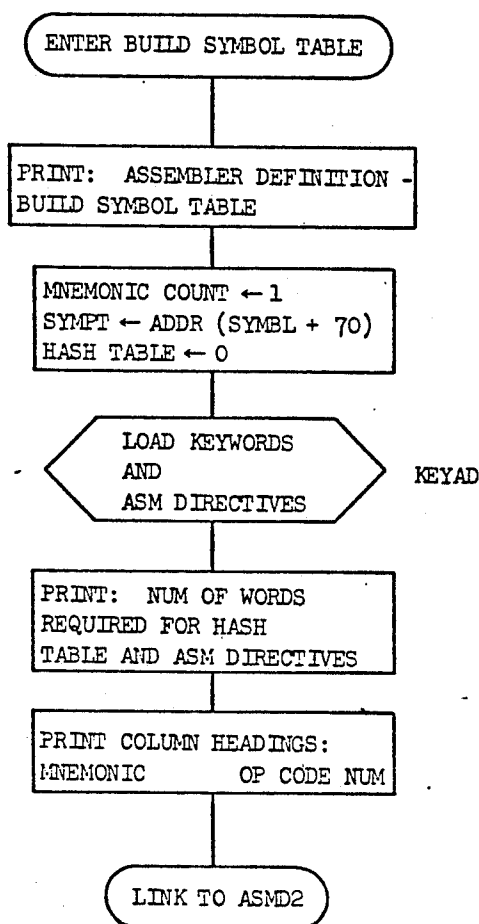 ENTER BUILD SYMBOL TABLE
PRINT: ASSEMBLER DEFINITION -
BUILD SYMBOL TABLE
MNEMONIC COUNT ← 1
SYMPT ← ADDR (SYMBL + 70)
HASH TABLE ← 0
LOAD KEYWORDS
AND
ASM DIRECTIVES
KEYAD
PRINT: NUM OF WORDS
REQUIRED FOR HASH
TABLE AND ASM DIRECTIVES
PRINT COLUMN HEADINGS:
MNEMONIC OP CODE NUM
LINK TO ASMD2